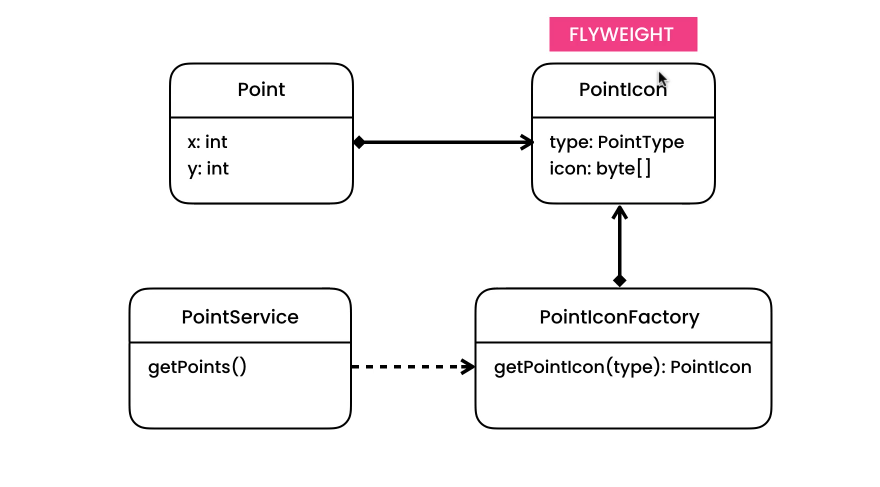 FLYWEIGHT
Point
PointIcon
x: int
y: int
type: PointType
icon: byte[]
PointService
PointIconFactory
getPoints()
getPointIcon(type): PointIcon